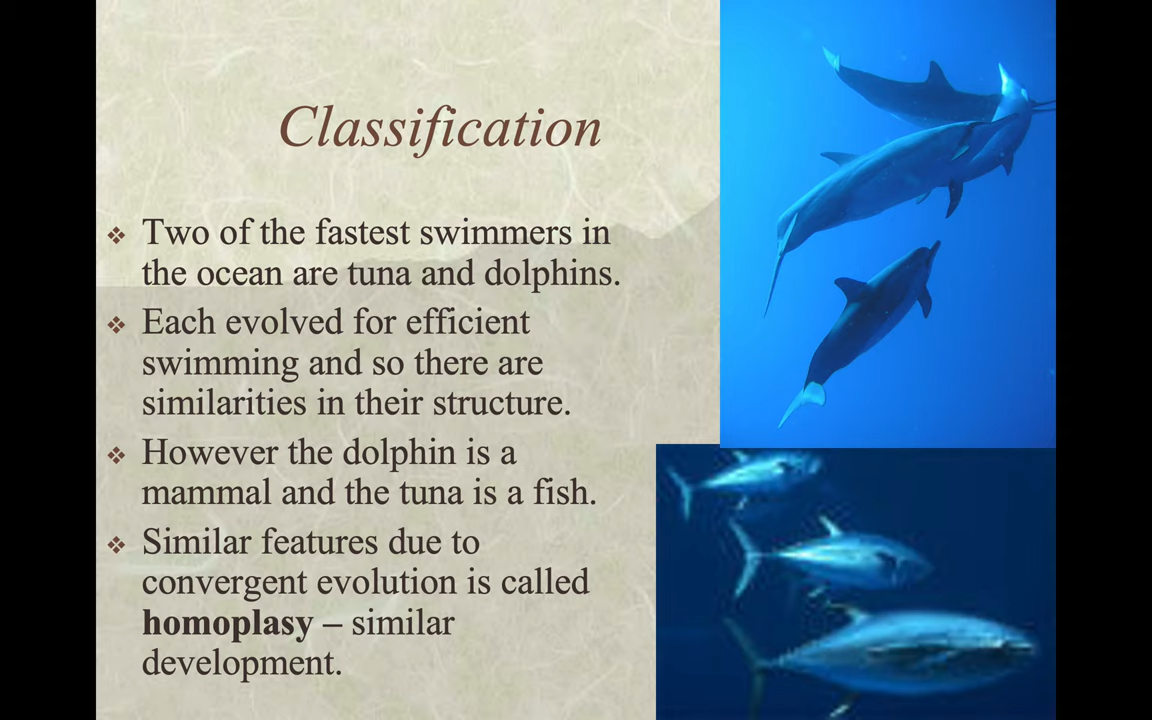 Classification
Two of the fastest swimmers in
the ocean are tuna and dolphins.
Each evolved for efficient
swimming and so there are
similarities in their structure.
However the dolphin is a
mammal and the tuna is a fish.
Similar features due to
convergent evolution is called
homoplasy – similar
development.